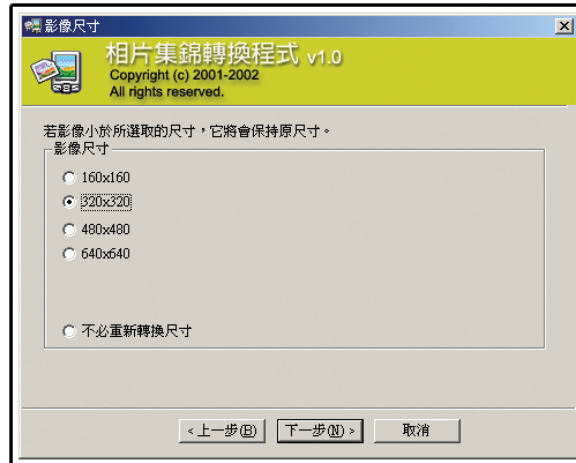 影像尺寸
相片集錦轉換程式 v1.0
Copyright (c) 2001-2002
All rights reserved.
若影像小於所選取的尺寸，它將會保持原尺寸。
影像尺寸
160x160
320x320
480x480
640x640
不必重新轉換尺寸
<上一步(B) 下一步(N)> 取消